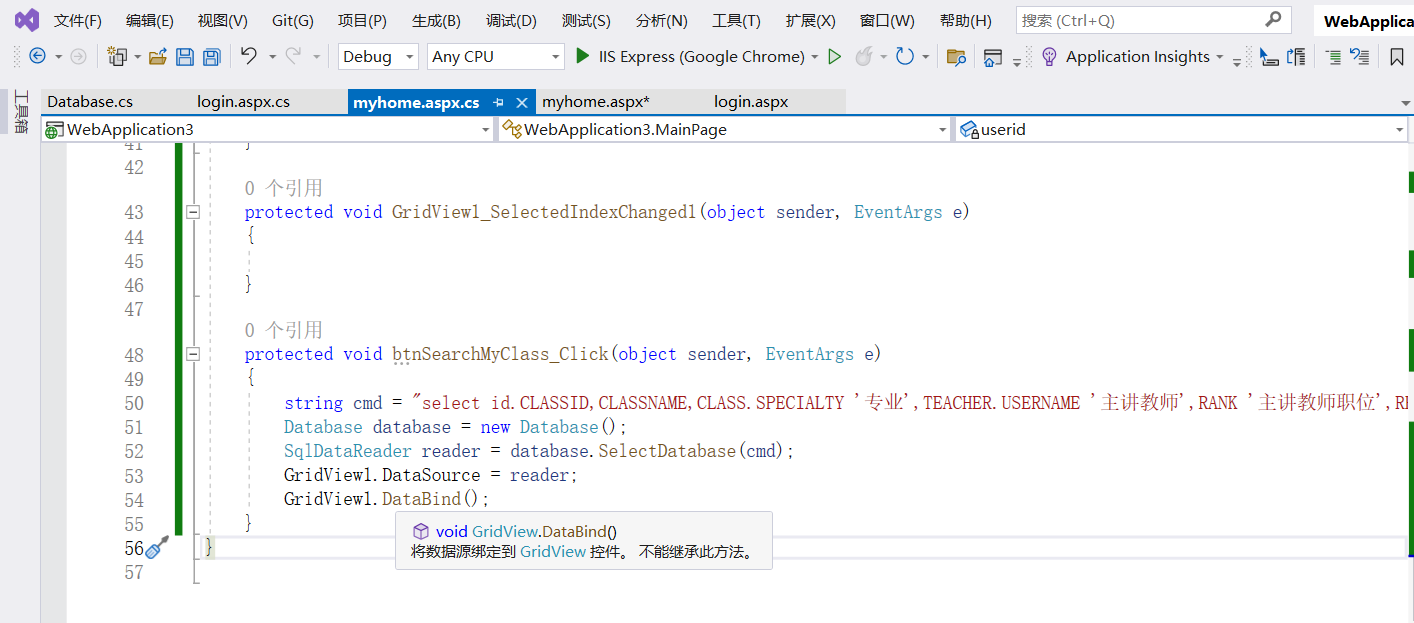 文件(F) 编辑(E) 视图(V) Git(G) 项目(P) 生成(B) 调试(D) 测试(S) 分析(N) 工具(T) 扩展(X) 窗口(W) 帮助(H) 搜索 (Ctrl+Q) WebApplica
Debug Any CPU IIS Express (Google Chrome) Application Insights
工具箱
Database.cs login.aspx.cs myhome.aspx.cs myhome.aspx* login.aspx
WebApplication3 WebApplication3.MainPage userid
41 }
42
0 个引用
43 protected void GridView1_SelectedIndexChanged1(object sender, EventArgs e)
44 {
45
46 }
47
0 个引用
48 protected void btnSearchMyClass_Click(object sender, EventArgs e)
49 {
50 string cmd = "select id.CLASSID,CLASSNAME,CLASS.SPECIALTY '专业',TEACHER.USERNAME '主讲教师',RANK '主讲教师职位',
51 Database database = new Database();
52 SqlDataReader reader = database.SelectDatabase(cmd);
53 GridView1.DataSource = reader;
54 GridView1.DataBind();
55 }
56 }
57
void GridView.DataBind()
将数据源绑定到 GridView 控件。 不能继承此方法。